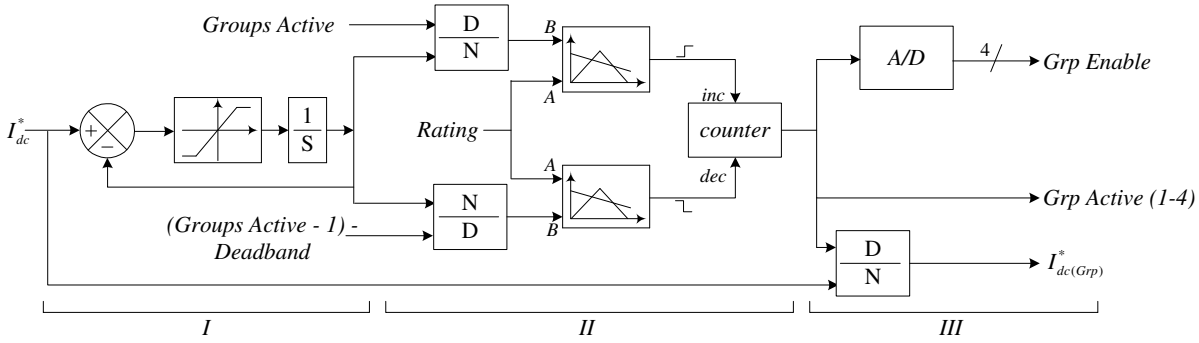 Groups Active
D
N
B
A
I*dc
+
−
1
S
Rating
inc
counter
dec
A
B
N
D
(Groups Active - 1) -
Deadband
A/D
4
Grp Enable
Grp Active (1-4)
D
N
I*dc(Grp)
I
II
III